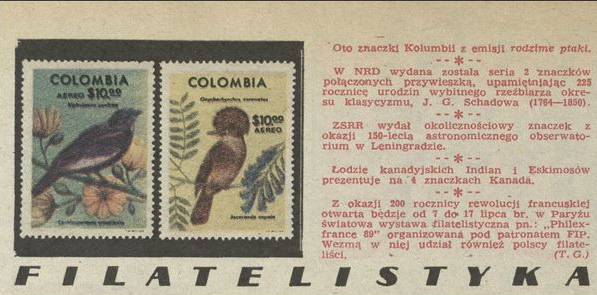 COLOMBIA
AEREO $10.00
COLOMBIA
Onychorhynchus coronatus
$10.00
AEREO
Jacaranda copaia
Oto znaczki Kolumbii z emisji rodzime ptaki.
--*--
W NRD wydana została seria 2 znaczków
połączonych przywieszką, upamiętniając 225
rocznicę urodzin wybitnego rzeźbiarza okre-
su klasycyzmu, J. G. Schadowa (1764—1850).
--*--
ZSRR wydał okolicznościowy znaczek z
okazji 150-lecia astronomicznego obserwato-
rium w Leningradzie.
--*--
Łodzie kanadyjskich Indian i Eskimosów
prezentuje na 4 znaczkach Kanada.
--*--
Z okazji 200 rocznicy rewolucji francuskiej
otwarta będzie od 7 do 17 lipca br. w Paryżu
światowa wystawa filatelistyczna pn.: „Philex-
france 89" organizowana pod patronatem FIP.
Wezmą w niej udział również polscy filate-
liści. (T. G.)
FILATELISTYKA